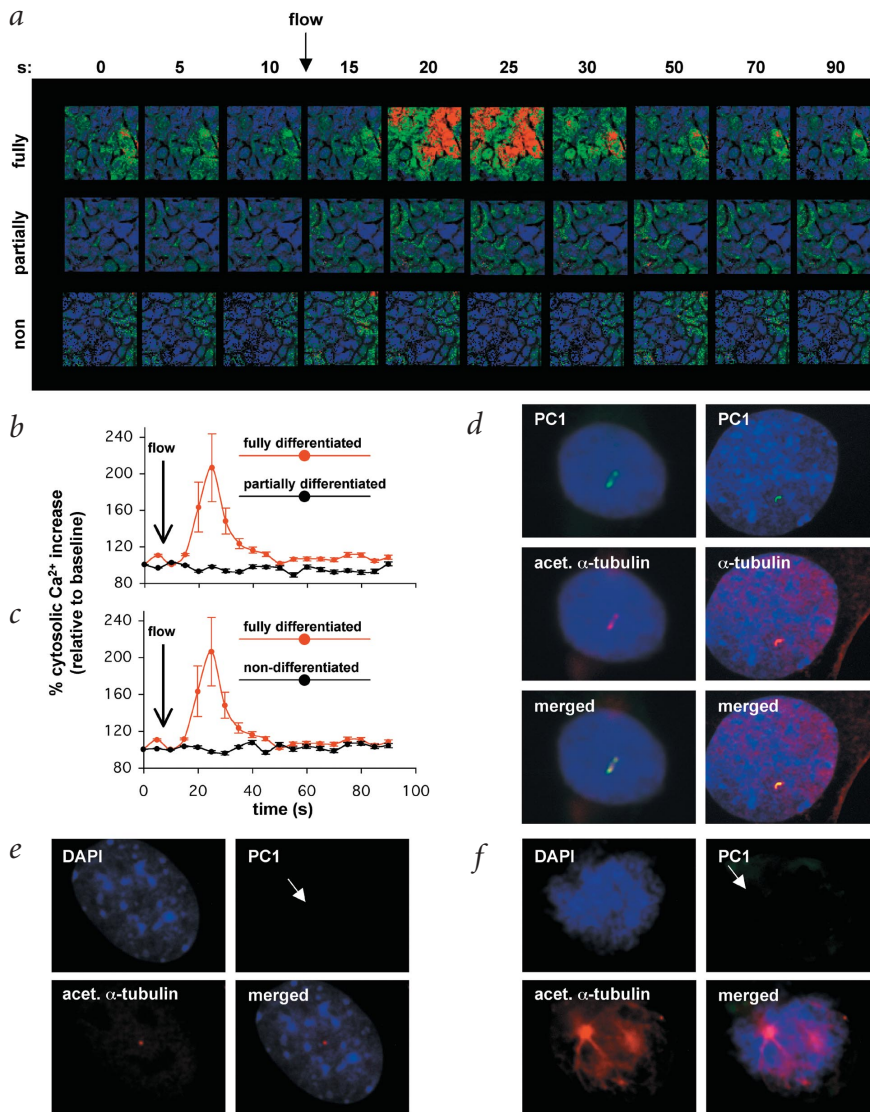 a
flow
s: 0 5 10 15 20 25 30 50 70 90
fully
partially
non
b
240
200
160
120
80
flow
fully differentiated
partially differentiated
% cytosolic Ca²⁺ increase
(relative to baseline)
c
240
200
160
120
80
flow
fully differentiated
non-differentiated
0 20 40 60 80 100
time (s)
d
PC1
PC1
acet. α-tubulin
α-tubulin
merged
merged
e
DAPI
PC1
acet. α-tubulin
merged
f
DAPI
PC1
acet. α-tubulin
merged